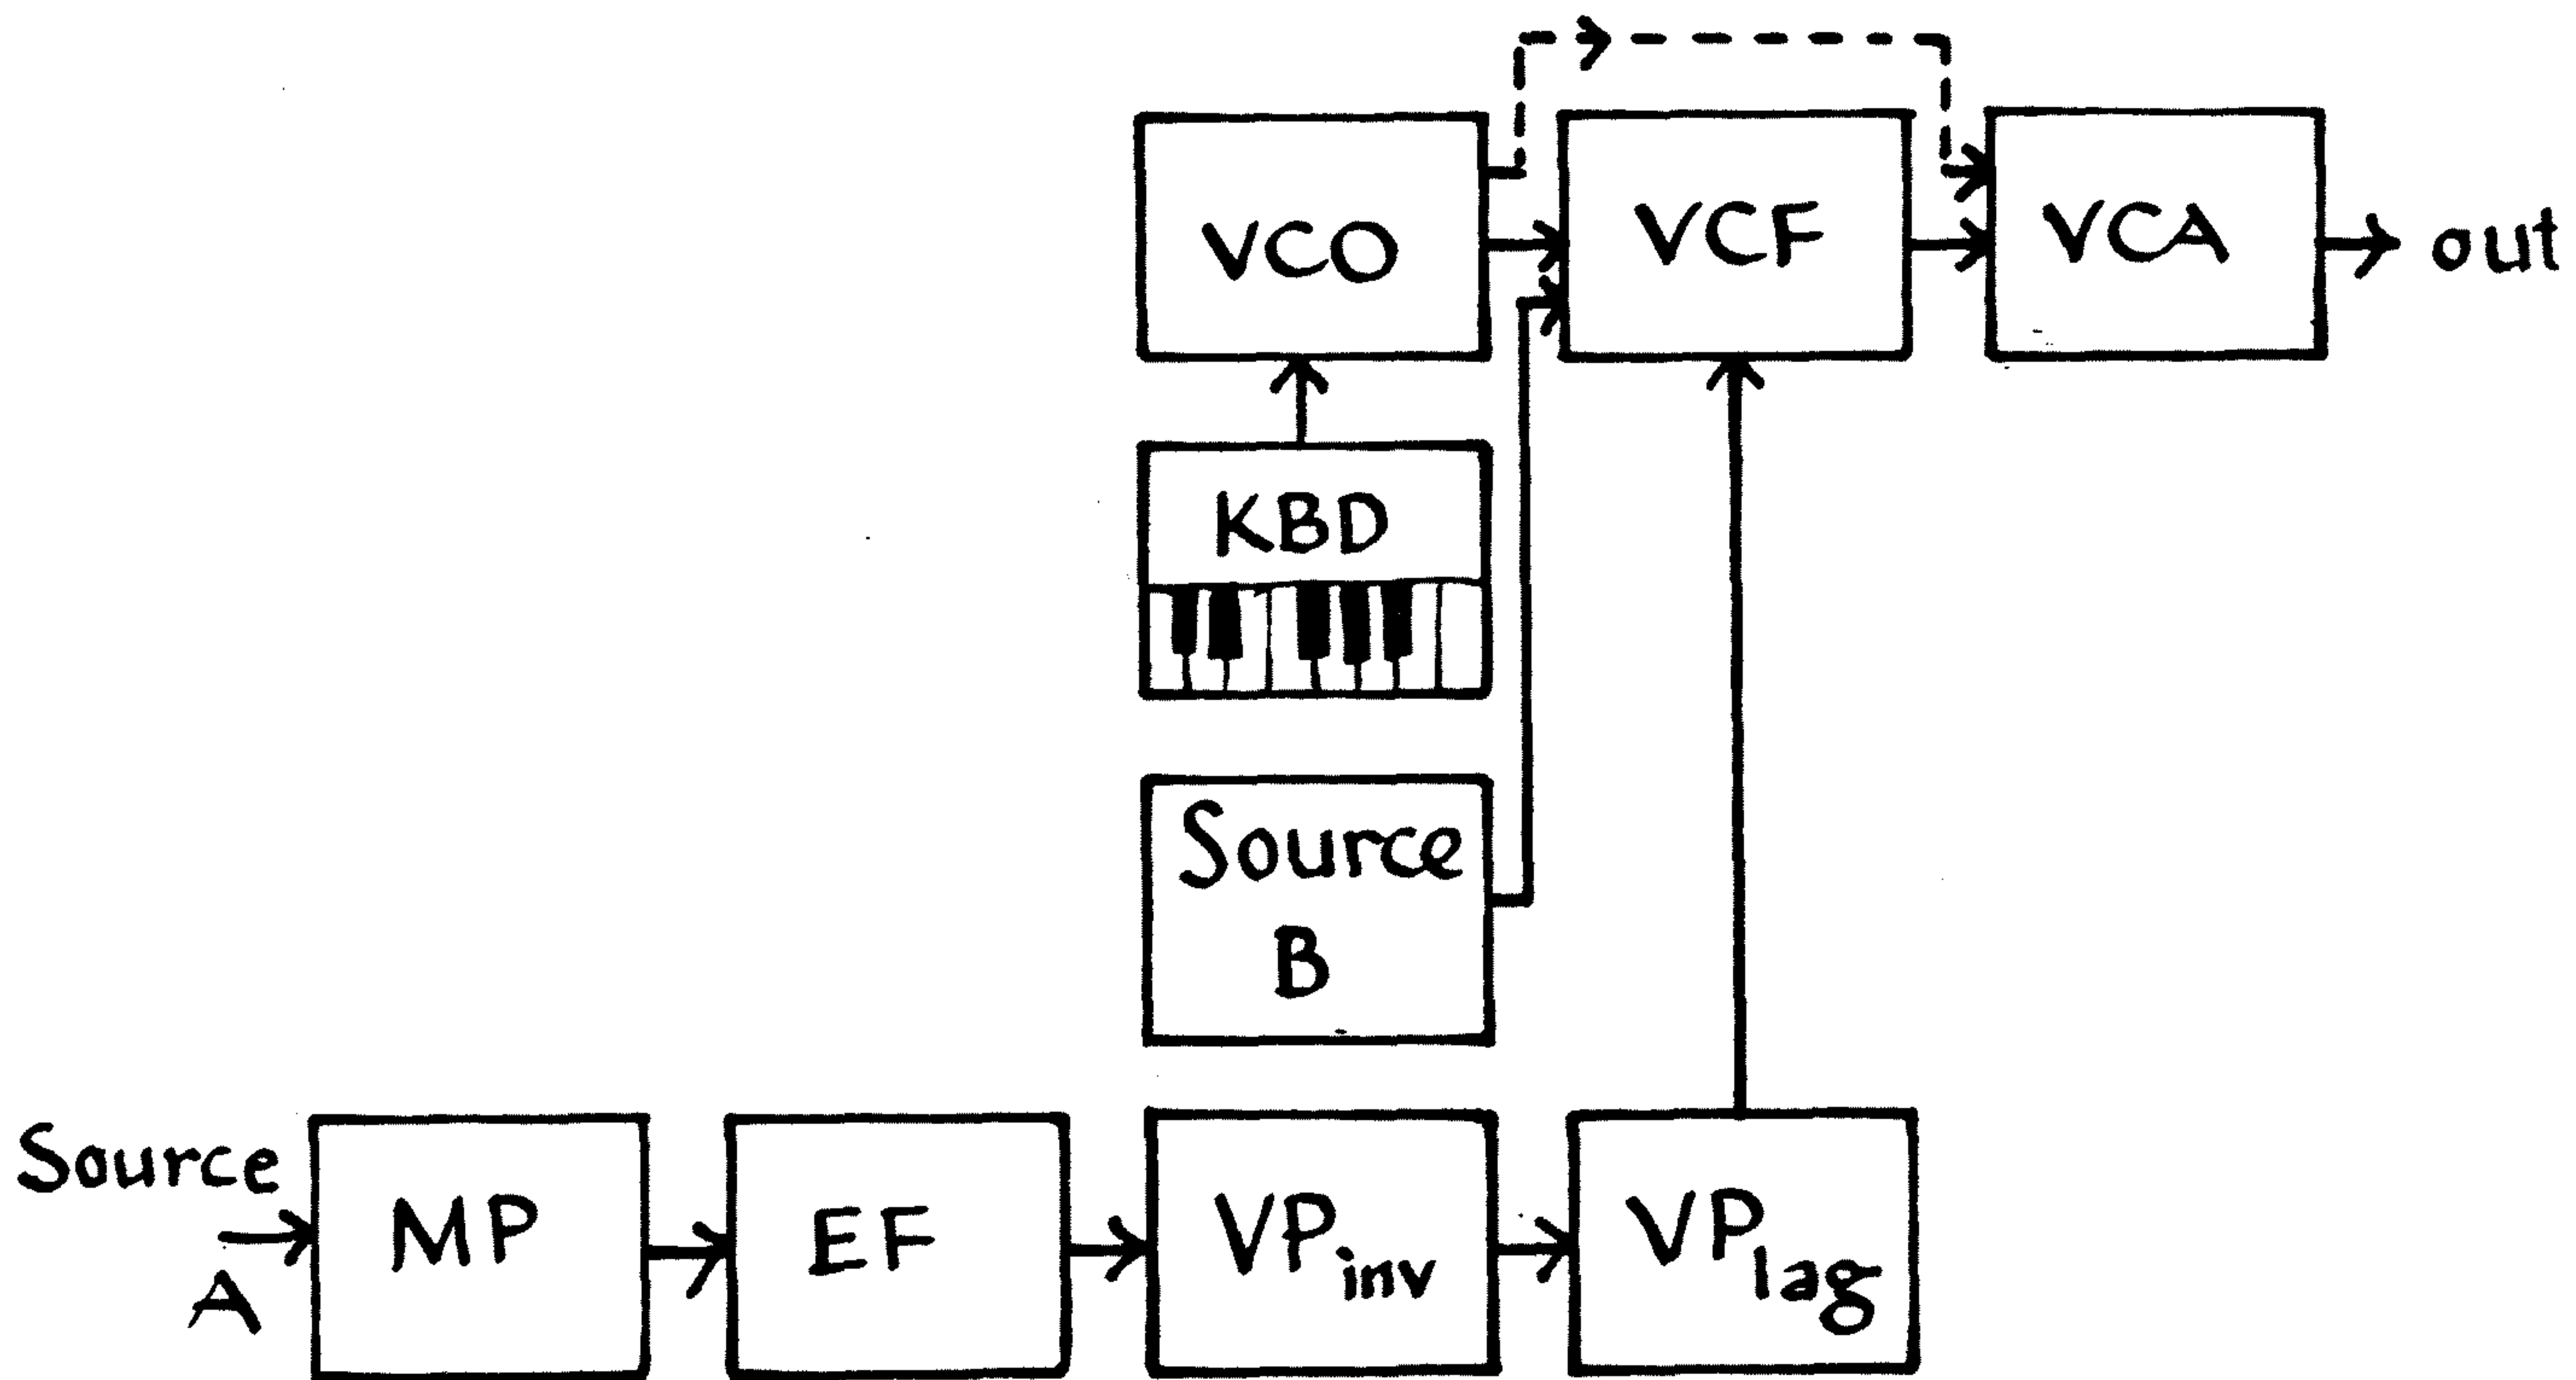 VCO
VCF
VCA
out
KBD
Source
B
Source
A
MP
EF
VPinv
VPlag